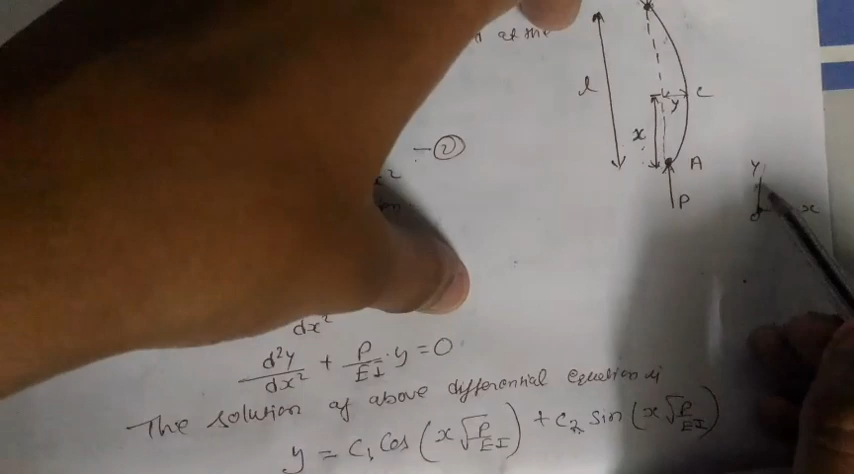 at the
l
y
C
x
A
P
y
x
o
- ②
x²
dx²
d²y/dx² + P/EI · y = 0
The solution of above differential equation is
y = C₁ Cos (x√P/EI) + C₂ Sin (x√P/EI)